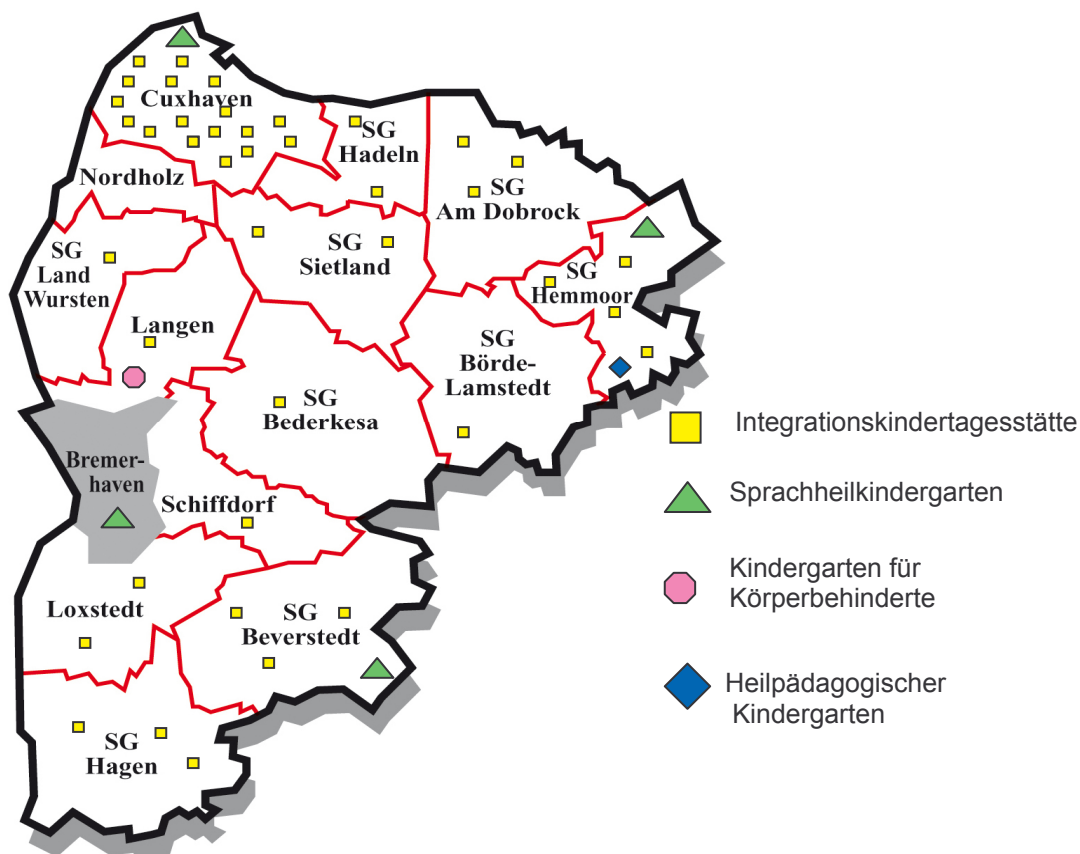 Cuxhaven
SG
Hadeln
Nordholz
SG
Am Dobrock
SG
Land
Wursten
SG
Sietland
SG
Hemmoor
Langen
SG
Börde-
Lamstedt
SG
Bederkesa
Bremer-
haven
Schiffdorf
Loxstedt
SG
Beverstedt
SG
Hagen
Integrationskindertagesstätte
Sprachheilkindergarten
Kindergarten für
Körperbehinderte
Heilpädagogischer
Kindergarten